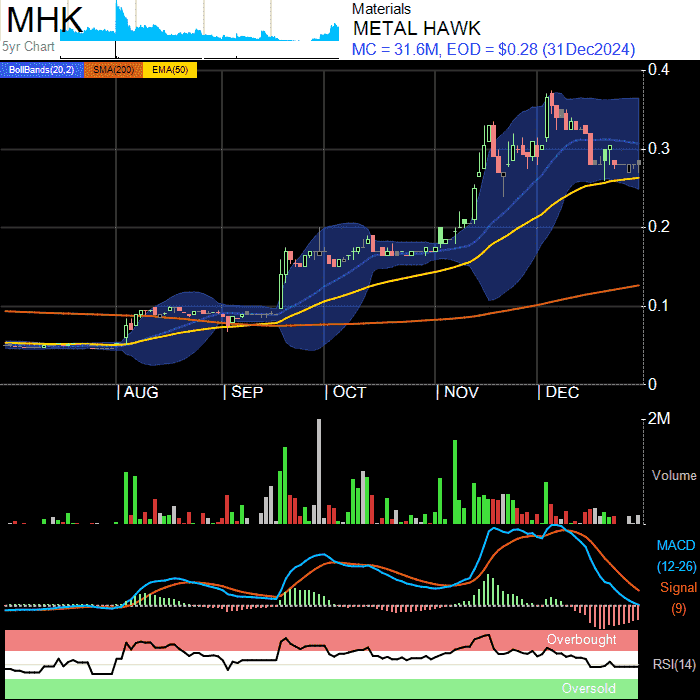 MHK
5yr Chart
Materials
METAL HAWK
MC = 31.6M, EOD = $0.28 (31Dec2024)
BollBands(20,2) SMA(200) EMA(50)
0.4
0.3
0.2
0.1
0
AUG SEP OCT NOV DEC
2M
Volume
MACD
(12-26)
Signal
(9)
Overbought
RSI(14)
Oversold